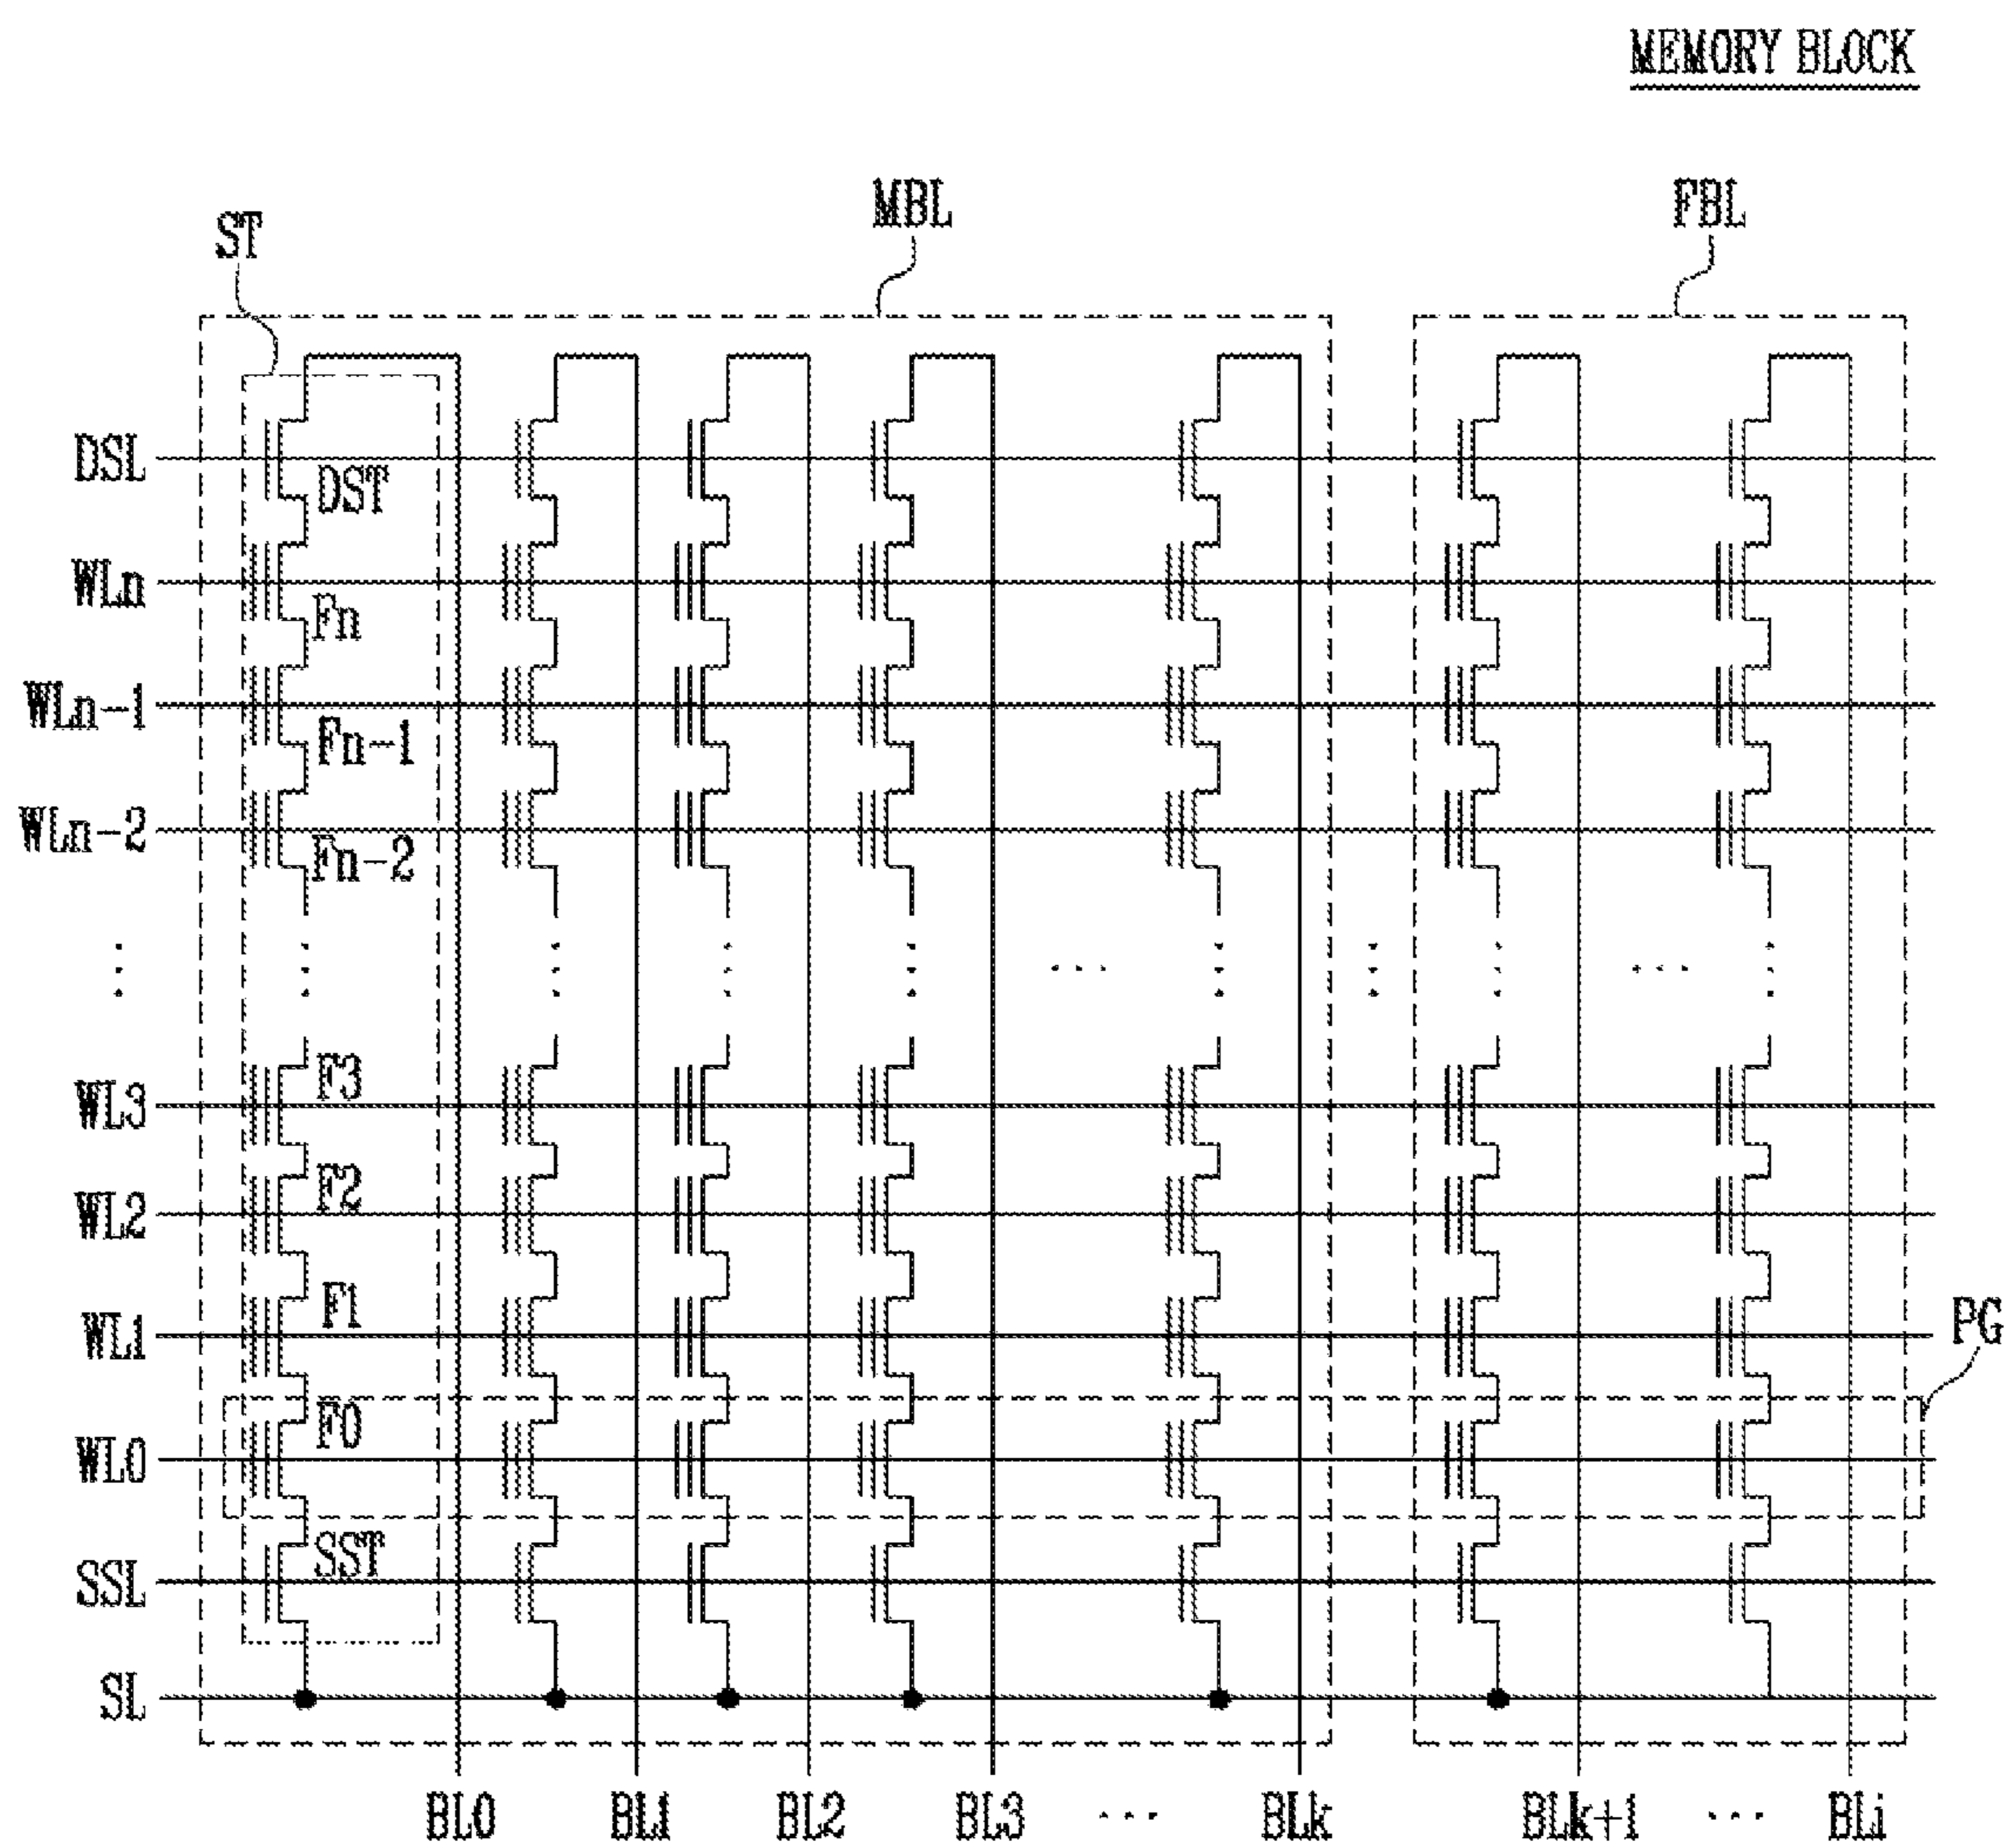 MEMORY BLOCK
ST
MBL
FBL
DSL
DST
WLn
Fn
WLn-1
Fn-1
WLn-2
Fn-2
WL3
F3
WL2
F2
WL1
F1
PG
WL0
F0
SSL
SST
SL
BL0 BL1 BL2 BL3 ··· BLk BLk+1 ··· BLi